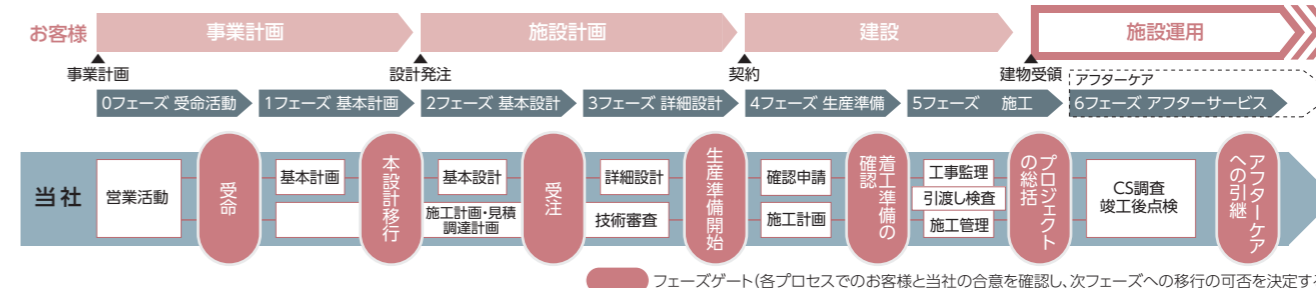 お客様
事業計画
施設計画
建設
施設運用
事業計画
設計発注
契約
建物受領
アフターケア
0フェーズ 受命活動
1フェーズ 基本計画
2フェーズ 基本設計
3フェーズ 詳細設計
4フェーズ 生産準備
5フェーズ 施工
6フェーズ アフターサービス
当社
営業活動
受命
基本計画
本設計移行
基本設計
施工計画・見積
調達計画
受注
詳細設計
技術審査
生産準備開始
確認申請
施工計画
着工準備の
確認
工事監理
引渡し検査
施工管理
プロジェクト
の総括
CS調査
竣工後点検
アフターケア
への引継
フェーズゲート(各プロセスでのお客様と当社の合意を確認し、次フェーズへの移行の可否を決定す